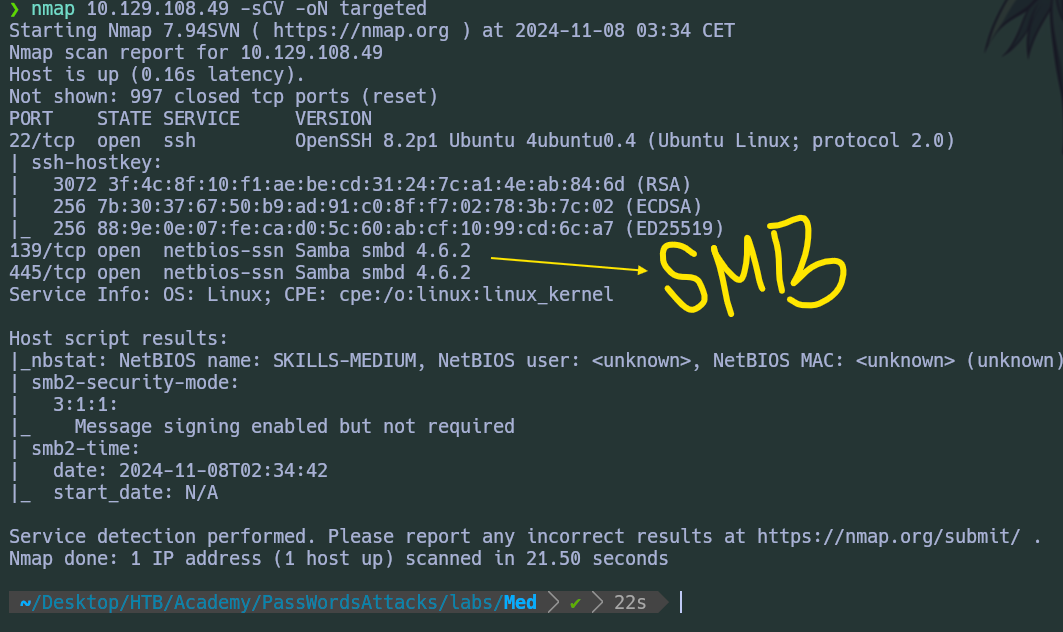 ❯ nmap 10.129.108.49 -sCV -oN targeted
Starting Nmap 7.94SVN ( https://nmap.org ) at 2024-11-08 03:34 CET
Nmap scan report for 10.129.108.49
Host is up (0.16s latency).
Not shown: 997 closed tcp ports (reset)
PORT    STATE SERVICE     VERSION
22/tcp  open  ssh         OpenSSH 8.2p1 Ubuntu 4ubuntu0.4 (Ubuntu Linux; protocol 2.0)
| ssh-hostkey:
|   3072 3f:4c:8f:10:f1:ae:be:cd:31:24:7c:a1:4e:ab:84:6d (RSA)
|   256 7b:30:37:67:50:b9:ad:91:c0:8f:f7:02:78:3b:7c:02 (ECDSA)
|_  256 88:9e:0e:07:fe:ca:d0:5c:60:ab:cf:10:99:cd:6c:a7 (ED25519)
139/tcp open  netbios-ssn Samba smbd 4.6.2
SMB
445/tcp open  netbios-ssn Samba smbd 4.6.2
Service Info: OS: Linux; CPE: cpe:/o:linux:linux_kernel
Host script results:
|_nbstat: NetBIOS name: SKILLS-MEDIUM, NetBIOS user: <unknown>, NetBIOS MAC: <unknown> (unknown)
| smb2-security-mode:
|   3:1:1:
|_    Message signing enabled but not required
| smb2-time:
|   date: 2024-11-08T02:34:42
|_  start_date: N/A
Service detection performed. Please report any incorrect results at https://nmap.org/submit/ .
Nmap done: 1 IP address (1 host up) scanned in 21.50 seconds
~/Desktop/HTB/Academy/PassWordsAttacks/labs/Med ✔ 22s